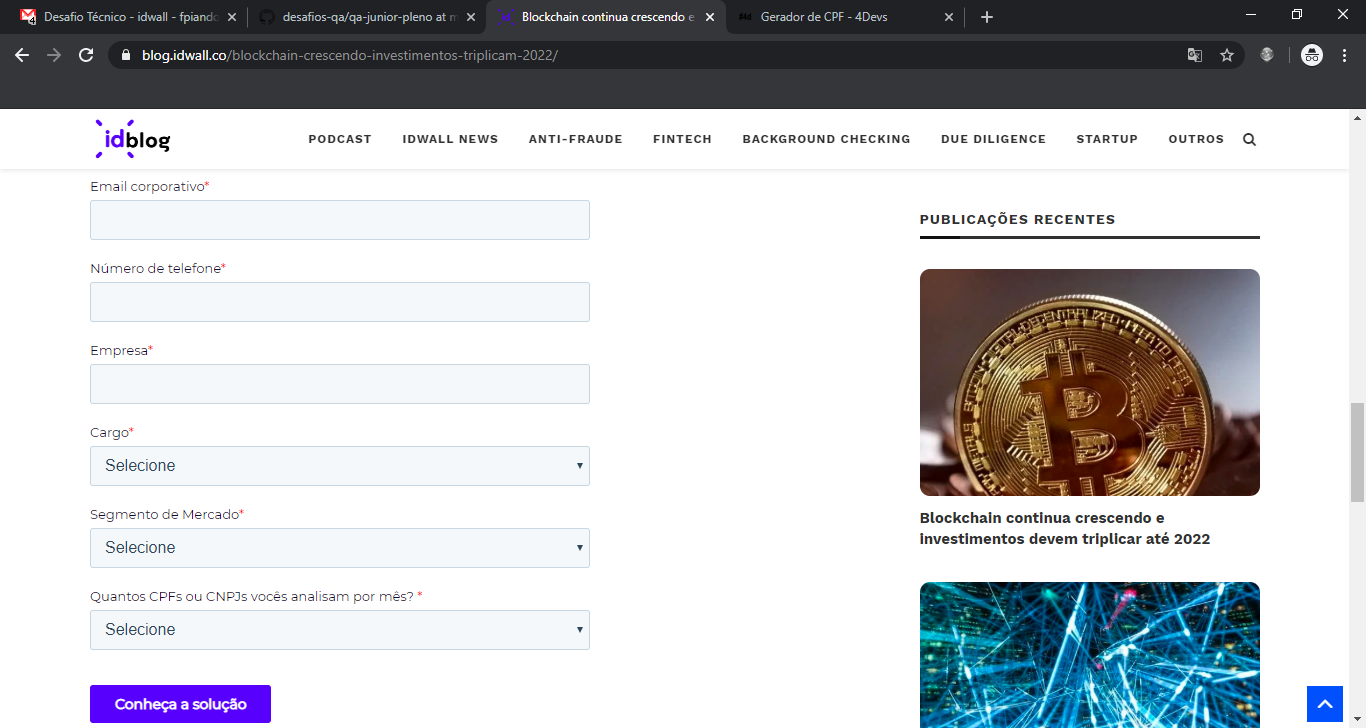 Desafio Técnico - idwall - fpiand
desafios-qa/qa-junior-pleno at m
Blockchain continua crescendo e
Gerador de CPF - 4Devs
blog.idwall.co/blockchain-crescendo-investimentos-triplicam-2022/
idblog
PODCAST
IDWALL NEWS
ANTI-FRAUDE
FINTECH
BACKGROUND CHECKING
DUE DILIGENCE
STARTUP
OUTROS
Email corporativo*
Número de telefone*
Empresa*
Cargo*
Selecione
Segmento de Mercado*
Selecione
Quantos CPFs ou CNPJs vocês analisam por mês? *
Selecione
Conheça a solução
PUBLICAÇÕES RECENTES
DECENTRALIZED
Blockchain continua crescendo e
investimentos devem triplicar até 2022